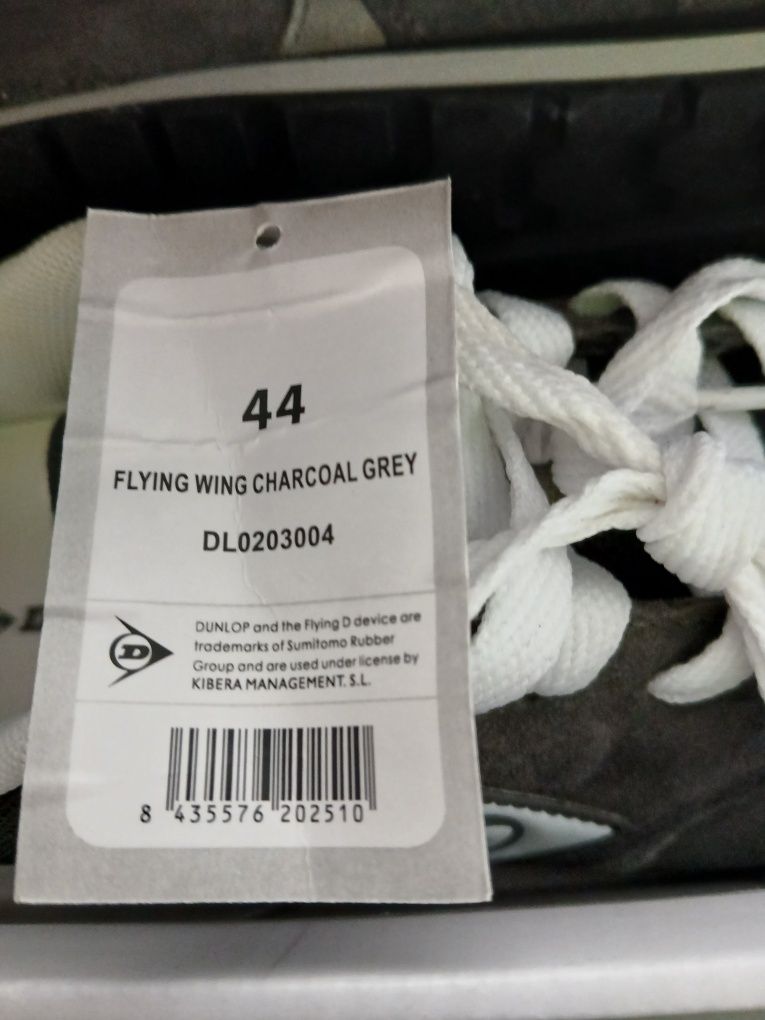 44
FLYING WING CHARCOAL GREY
DL0203004
DUNLOP and the Flying D device are
trademarks of Sumitomo Rubber
Group and are used under license by
KIBERA MANAGEMENT. S.L.
D
8 435576 202510